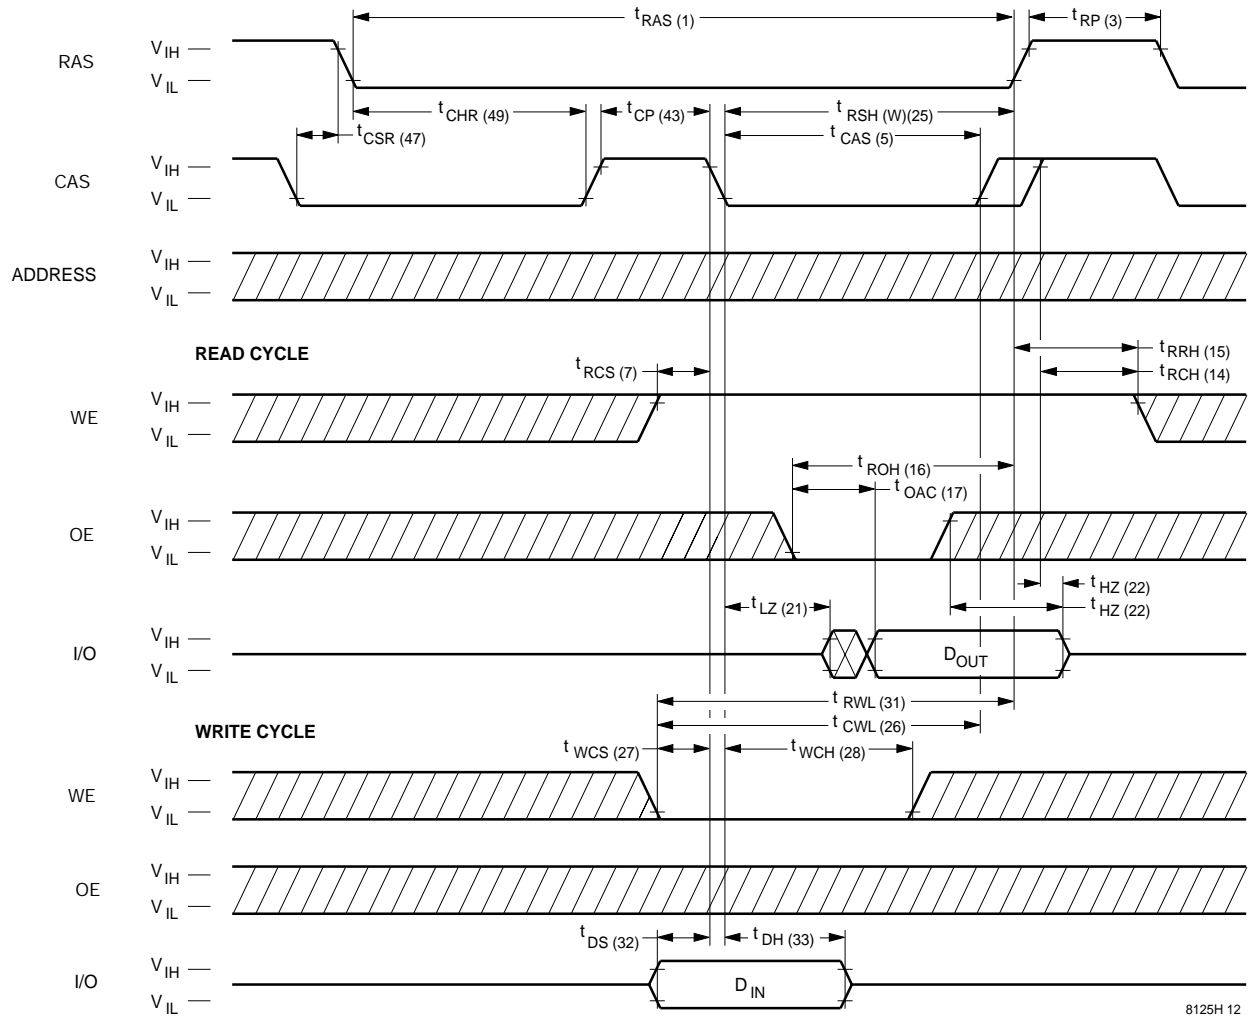 t RAS (1)
t RP (3)
RAS
V IH
V IL
t CHR (49)
t CP (43)
t RSH (W)(25)
t CSR (47)
t CAS (5)
CAS
V IH
V IL
ADDRESS
V IH
V IL
READ CYCLE
t RRH (15)
t RCS (7)
t RCH (14)
WE
V IH
V IL
t ROH (16)
t OAC (17)
OE
V IH
V IL
t HZ (22)
t LZ (21)
t HZ (22)
I/O
V IH
V IL
D OUT
t RWL (31)
WRITE CYCLE
t CWL (26)
t WCS (27)
t WCH (28)
WE
V IH
V IL
OE
V IH
V IL
t DS (32)
t DH (33)
I/O
V IH
V IL
D IN
8125H 12